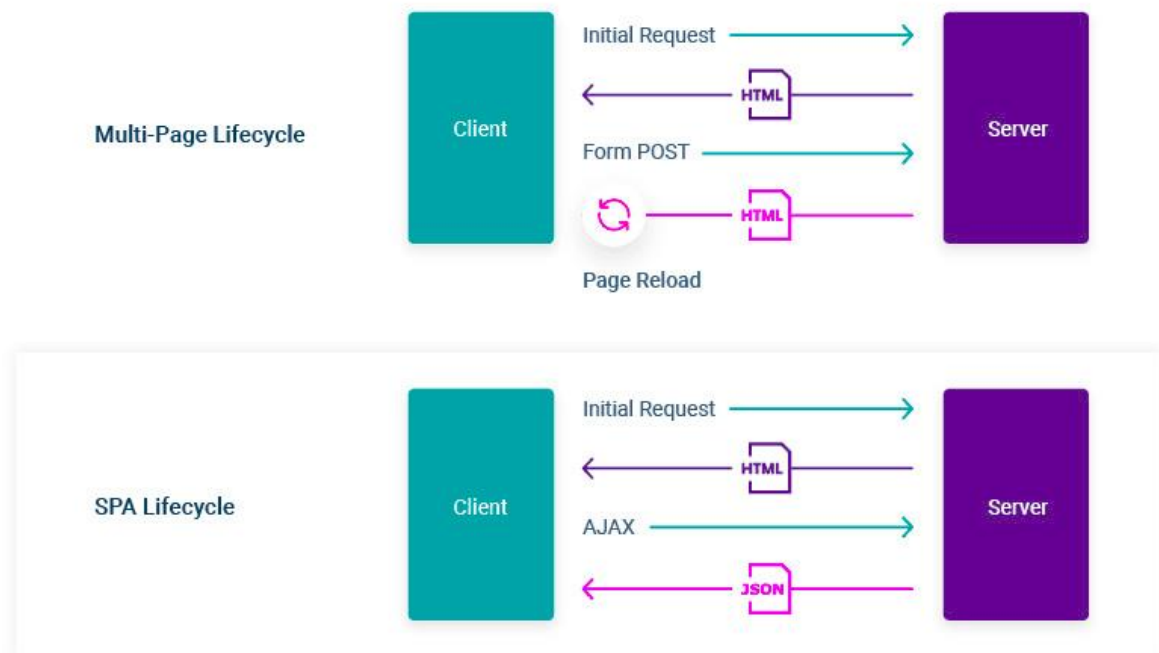 Initial Request
HTML
Multi-Page Lifecycle
Client
Server
Form POST
HTML
Page Reload
Initial Request
HTML
SPA Lifecycle
Client
Server
AJAX
JSON